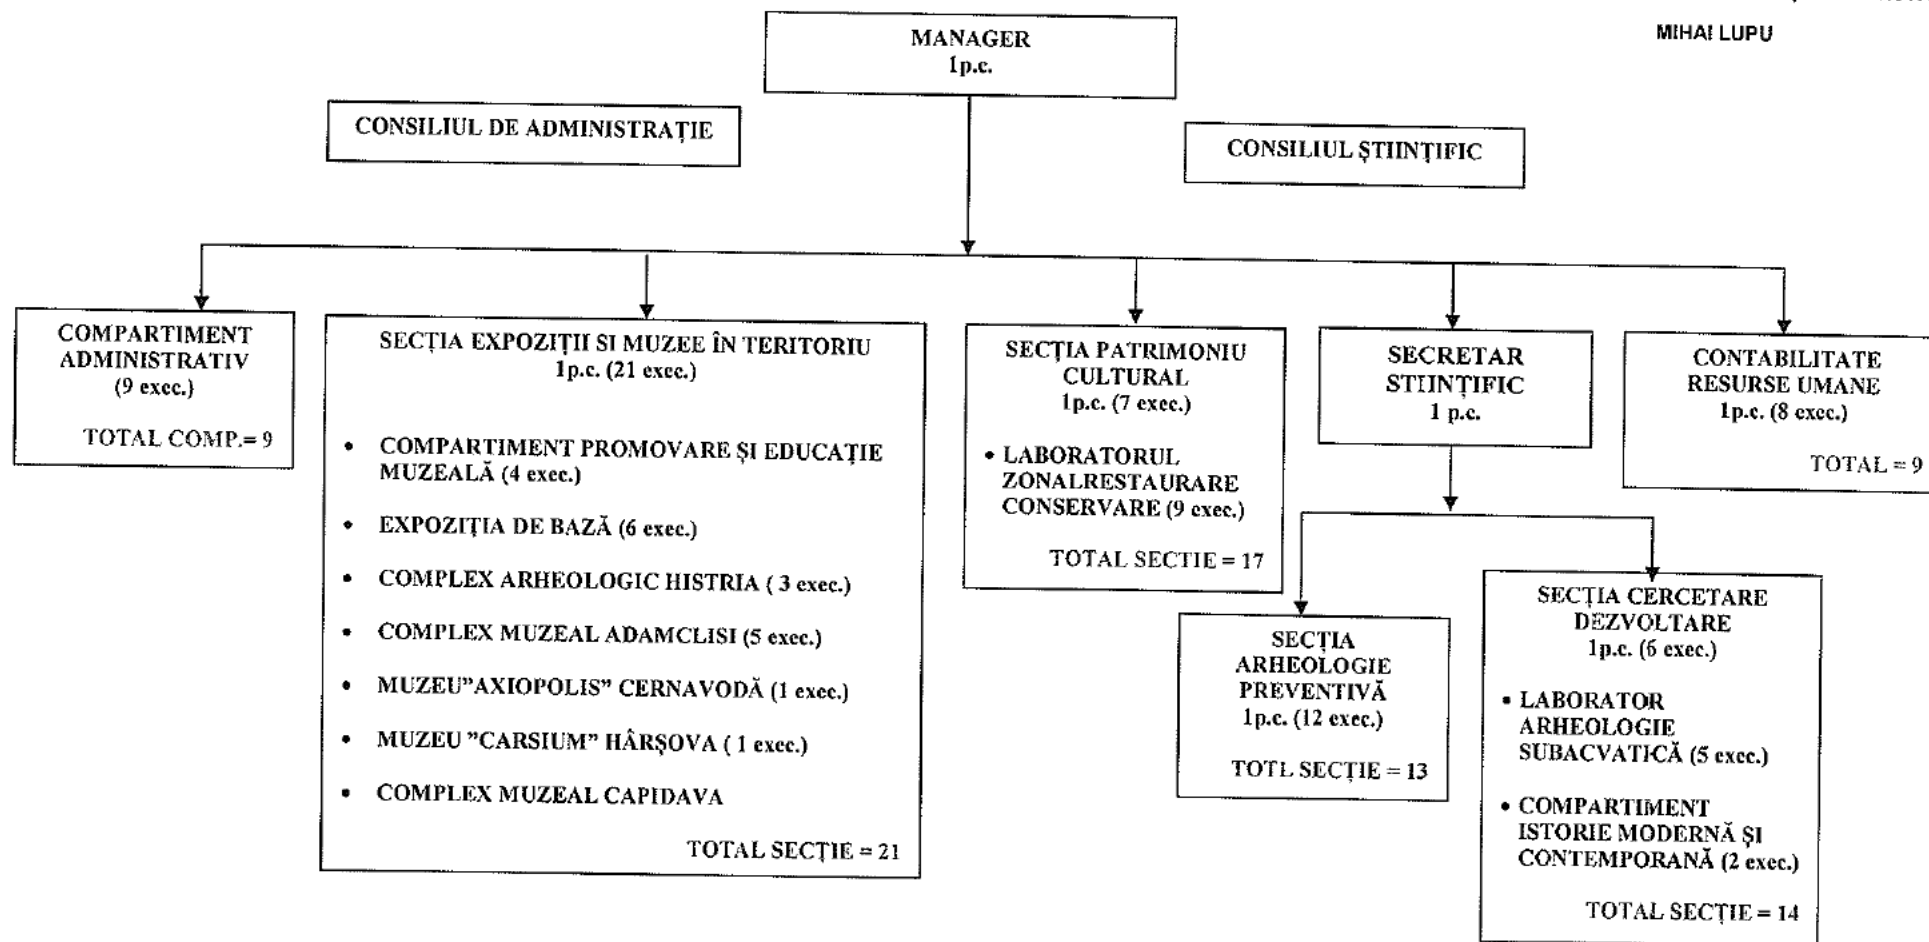 MIHAI LUPU
MANAGER
1p.c.
CONSILIUL DE ADMINISTRAȚIE
CONSILIUL ȘTIINȚIFIC
COMPARTIMENT
ADMINISTRATIV
(9 exec.)
TOTAL COMP.= 9
SECȚIA EXPOZIȚII SI MUZEE ÎN TERITORIU
1p.c. (21 exec.)
• COMPARTIMENT PROMOVARE ȘI EDUCAȚIE
MUZEALĂ (4 exec.)
• EXPOZIȚIA DE BAZĂ (6 exec.)
• COMPLEX ARHEOLOGIC HISTRIA ( 3 exec.)
• COMPLEX MUZEAL ADAMCLISI (5 exec.)
• MUZEU"AXIOPOLIS" CERNAVODĂ (1 exec.)
• MUZEU "CARSIUM" HÂRȘOVA ( 1 exec.)
• COMPLEX MUZEAL CAPIDAVA
TOTAL SECȚIE = 21
SECȚIA PATRIMONIU
CULTURAL
1p.c. (7 exec.)
• LABORATORUL
ZONALRESTAURARE
CONSERVARE (9 exec.)
TOTAL SECTIE = 17
SECRETAR
STIINȚIFIC
1 p.c.
CONTABILITATE
RESURSE UMANE
1p.c. (8 exec.)
TOTAL = 9
SECȚIA
ARHEOLOGIE
PREVENTIVĂ
1p.c. (12 exec.)
TOTL SECȚIE = 13
SECȚIA CERCETARE
DEZVOLTARE
1p.c. (6 exec.)
• LABORATOR
ARHEOLOGIE
SUBACVATICĂ (5 exec.)
• COMPARTIMENT
ISTORIE MODERNĂ ȘI
CONTEMPORANĂ (2 exec.)
TOTAL SECȚIE = 14